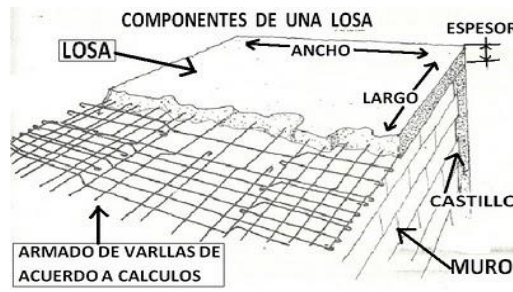 COMPONENTES DE UNA LOSA
ESPESOR
LOSA
ANCHO
LARGO
CASTILLO
ARMADO DE VARLLAS DE
ACUERDO A CALCULOS
MURO